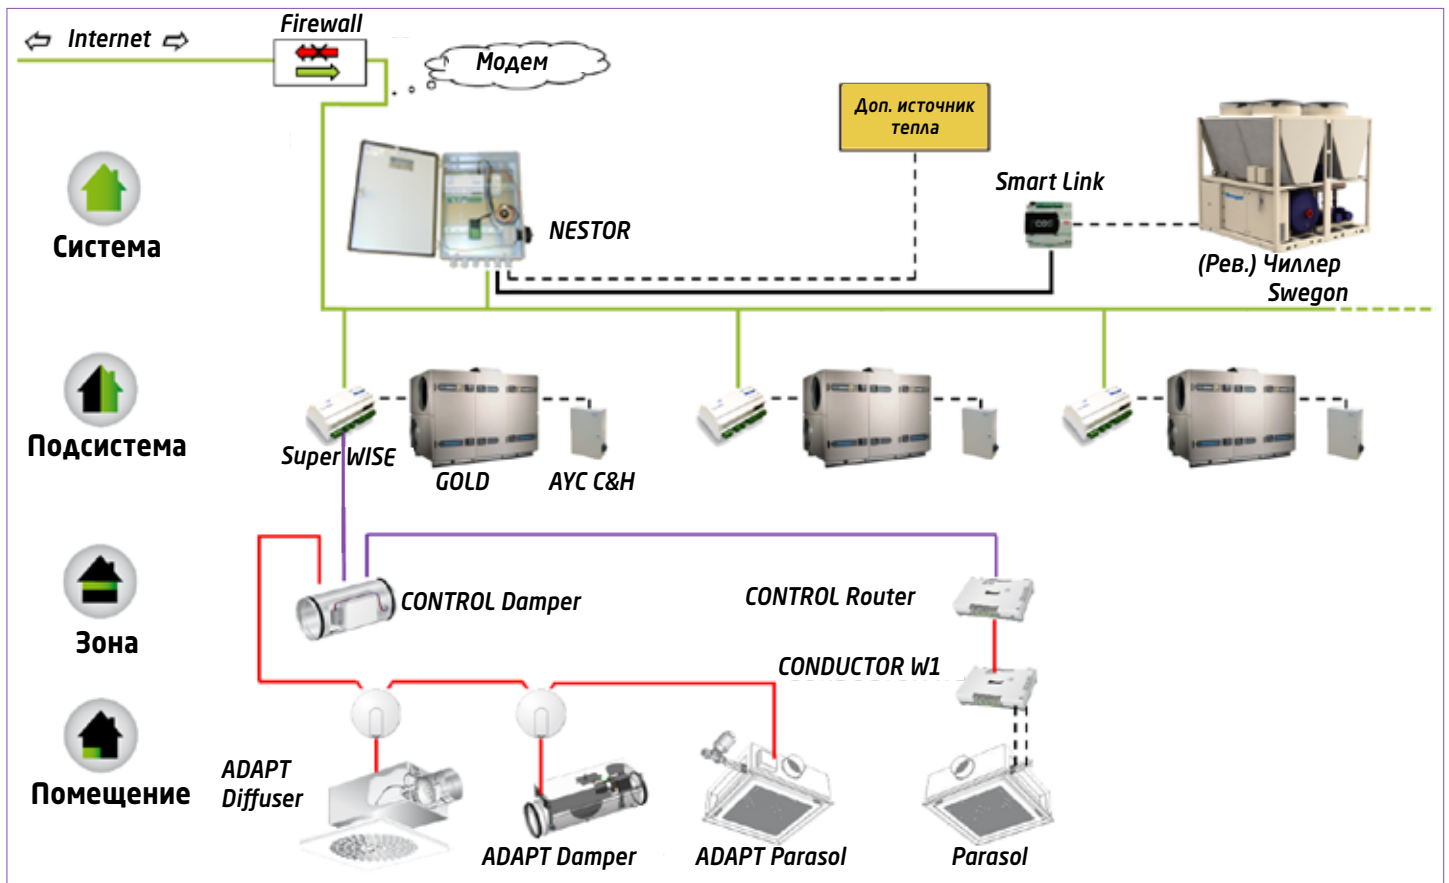 Internet
Firewall
Модем
Доп. источник
тепла
Smart Link
NESTOR
(Рев.) Чиллер
Swegon
Система
Подсистема
Super WISE
GOLD
AYC C&H
CONTROL Damper
CONTROL Router
Зона
CONDUCTOR W1
Помещение
ADAPT
Diffuser
ADAPT Damper
ADAPT Parasol
Parasol